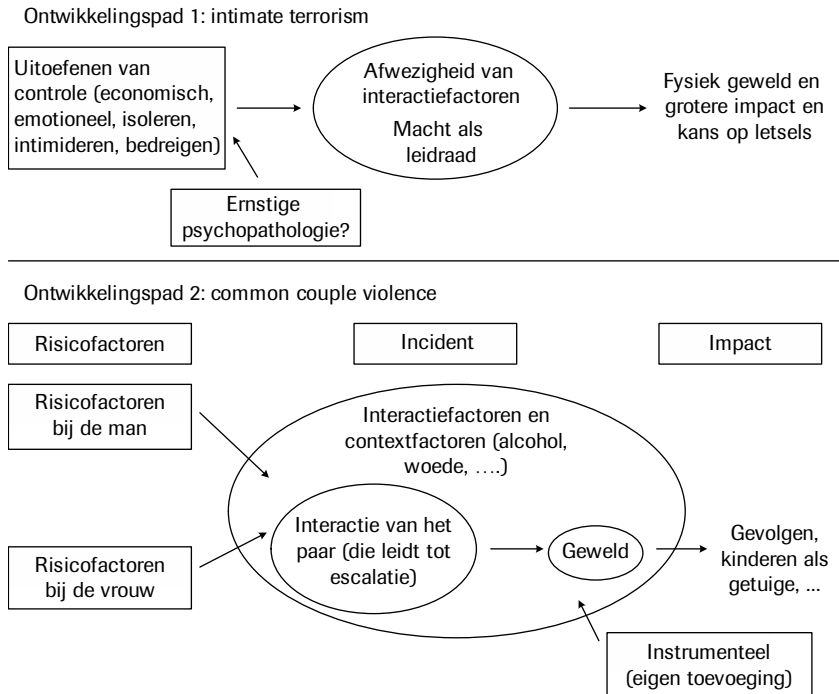 Ontwikkelingspad 1: intimate terrorism
Uitoefenen van
controle (economisch,
emotioneel, isoleren,
intimideren, bedreigen)
Afwezigheid van
interactiefactoren
Macht als
leidraad
Fysiek geweld en
grotere impact en
kans op letsels
Ernstige
psychopathologie?
Ontwikkelingspad 2: common couple violence
Risicofactoren
Incident
Impact
Risicofactoren
bij de man
Interactiefactoren en
contextfactoren (alcohol,
woede, ….)
Interactie van het
paar (die leidt tot
escalatie)
Geweld
Gevolgen,
kinderen als
getuige, ...
Risicofactoren
bij de vrouw
Instrumenteel
(eigen toevoeging)